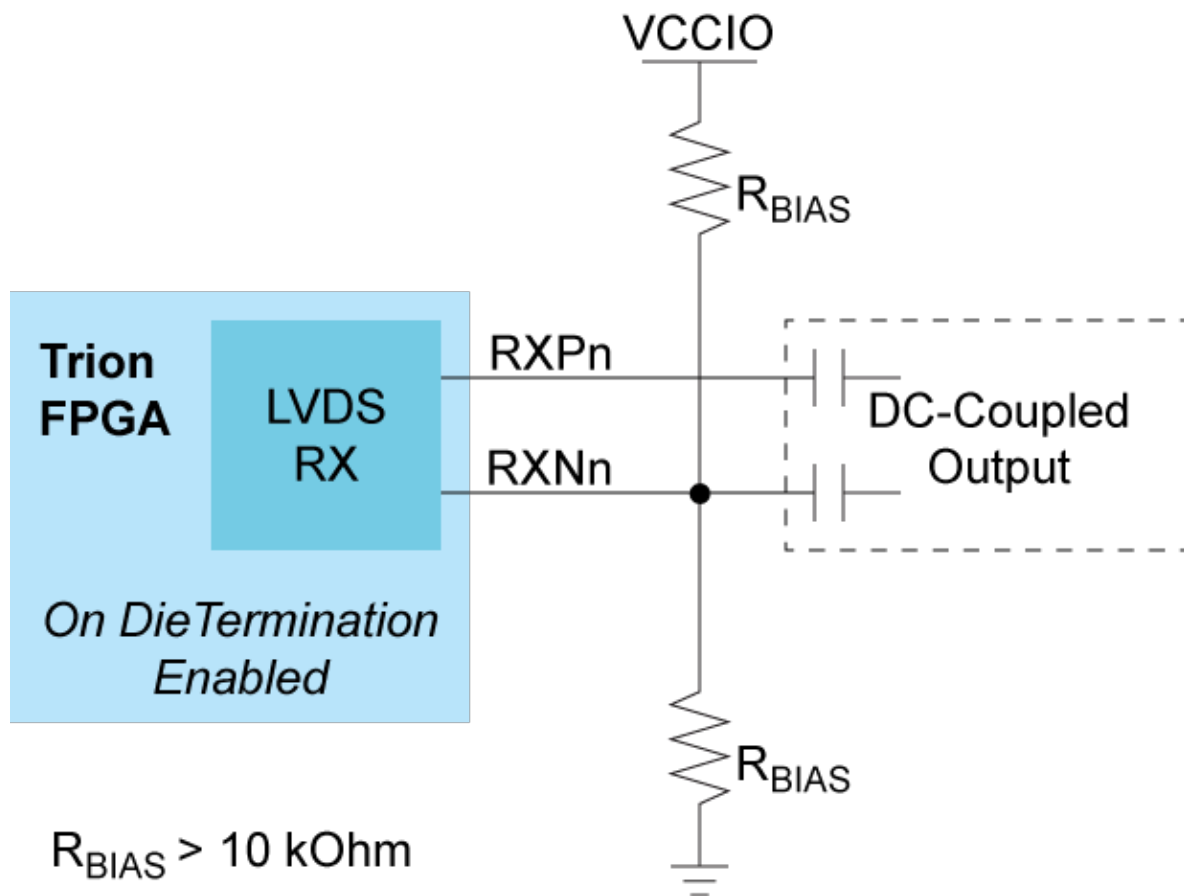 VCCIO
RBIAS
Trion
FPGA
LVDS
RX
RXPn
RXNn
DC-Coupled
Output
On DieTermination
Enabled
RBIAS
RBIAS > 10 kOhm